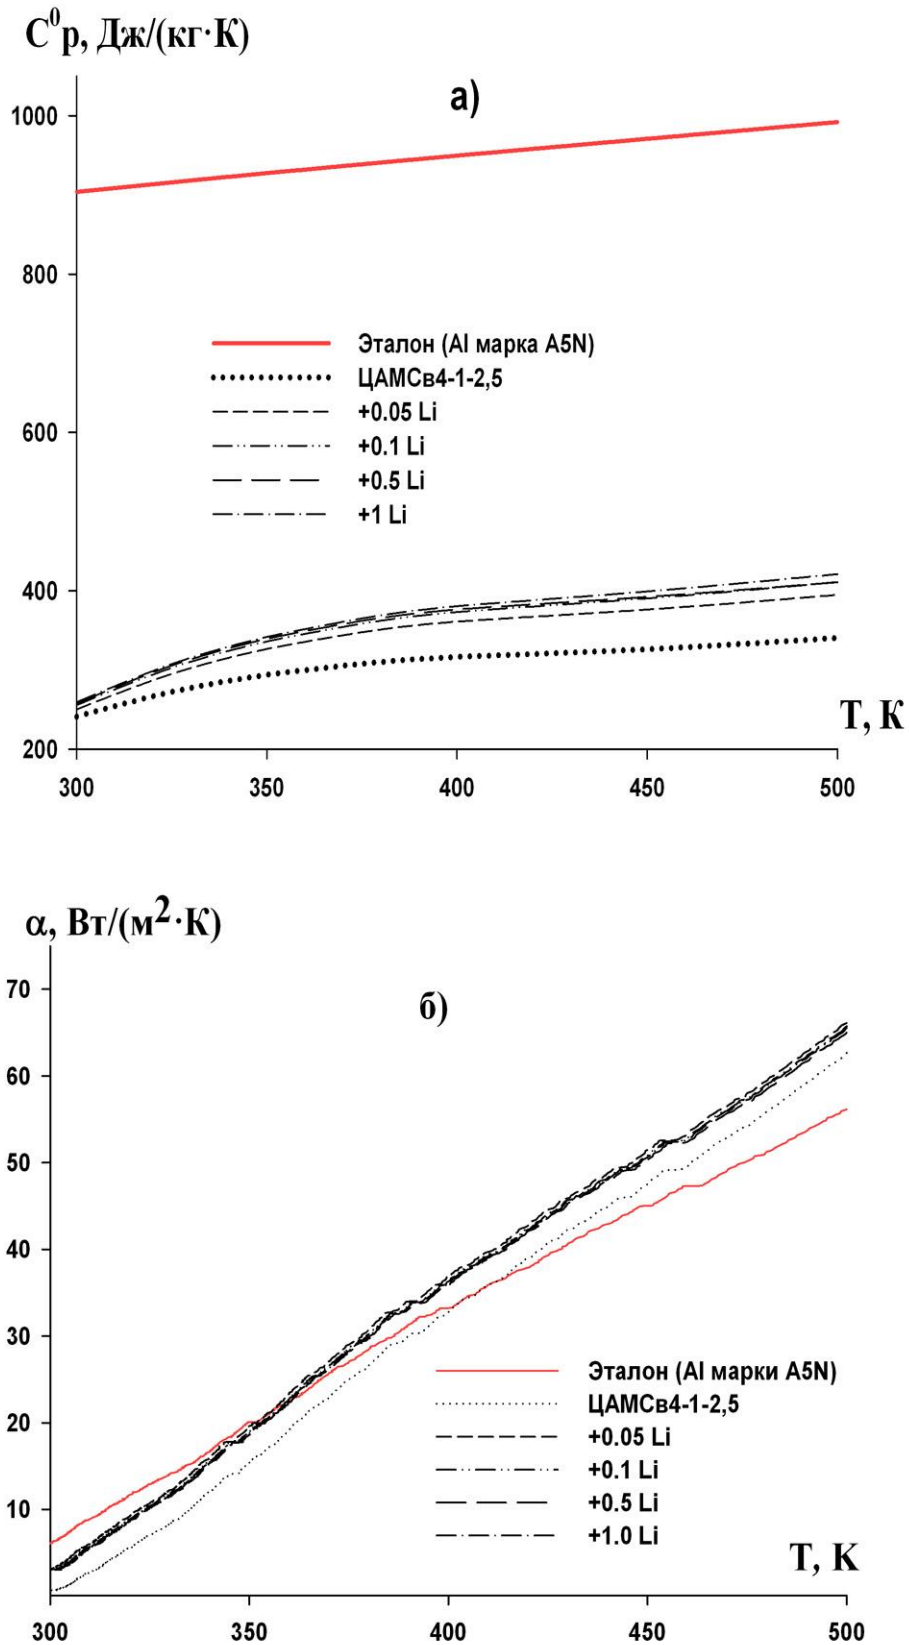 C⁰p, Дж/(кг·К)
а)
1000
800
Эталон (Al марка A5N)
ЦАМСв4-1-2,5
+0.05 Li
600
+0.1 Li
+0.5 Li
+1 Li
400
Т, К
200
300 350 400 450 500
α, Вт/(м²·К)
70
б)
60
50
40
30
Эталон (Al марки A5N)
ЦАМСв4-1-2,5
20
+0.05 Li
+0.1 Li
+0.5 Li
10
+1.0 Li
Т, К
300 350 400 450 500